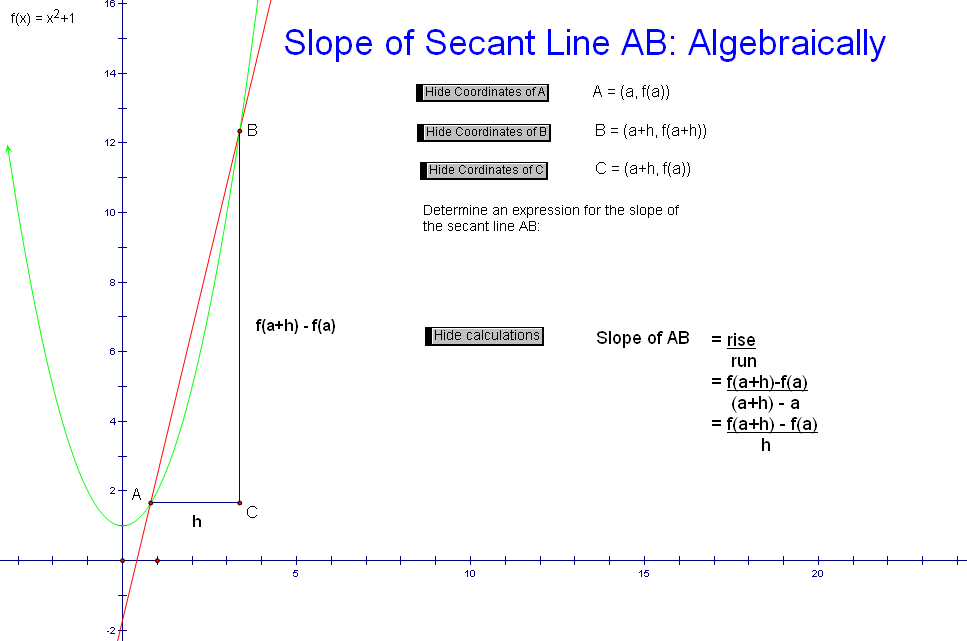 f(x) = x²+1
Slope of Secant Line AB: Algebraically
Hide Coordinates of A
A = (a, f(a))
Hide Coordinates of B
B = (a+h, f(a+h))
Hide Cordinates of C
C = (a+h, f(a))
Determine an expression for the slope of
the secant line AB:
16
14
12
10
8
6
4
2
-2
B
f(a+h) - f(a)
Hide calculations
Slope of AB
= rise
run
= f(a+h)-f(a)
(a+h) - a
= f(a+h) - f(a)
h
A
C
h
5
10
15
20